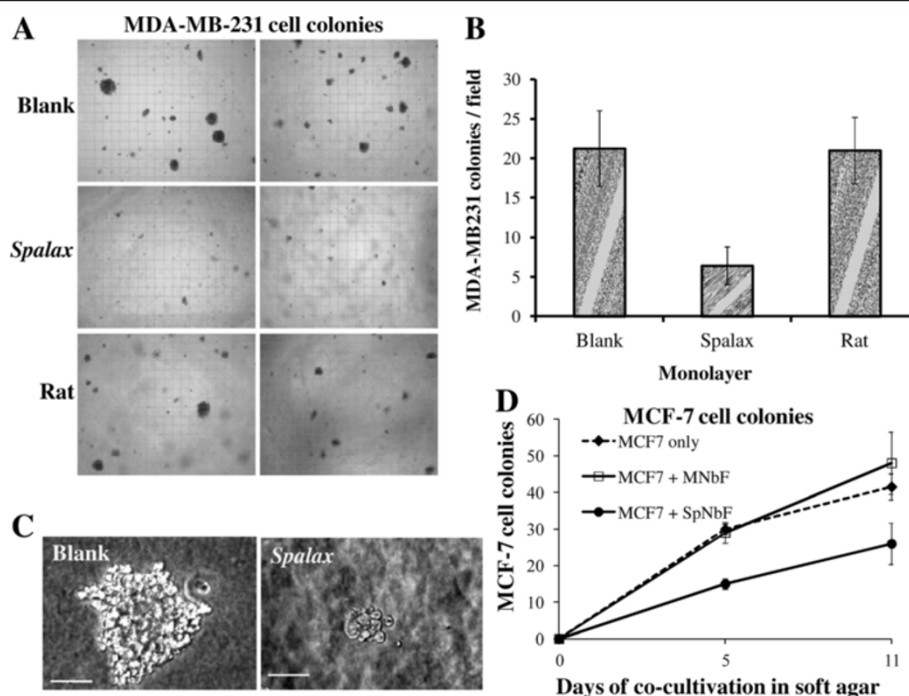 A
MDA-MB-231 cell colonies
Blank
Spalax
Rat
B
MDA-MB231 colonies / field
30
25
20
15
10
5
0
Blank Spalax Rat
Monolayer
C
Blank
Spalax
D
MCF-7 cell colonies
MCF7 only
MCF7 + MNbF
MCF7 + SpNbF
MCF-7 cell colonies
60
50
40
30
20
10
0
0 5 11
Days of co-cultivation in soft agar